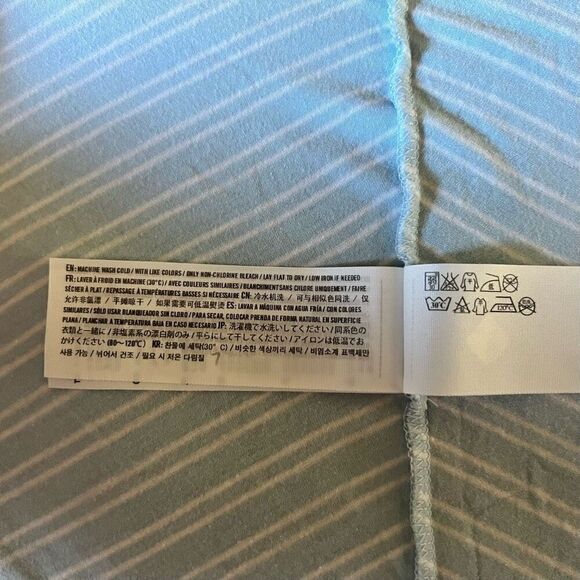 EN: MACHINE WASH COLD / WITH LIKE COLORS / ONLY NON-CHLORINE BLEACH / LAY FLAT TO DRY / LOW IRON IF NEEDED
FR: LAVER À FROID EN MACHINE (30°C) / AVEC COULEURS SIMILAIRES / BLANCHIMENT SANS CHLORE UNIQUEMENT / FAIRE
SÉCHER À PLAT / REPASSAGE À TEMPÉRATURES BASSES SI NÉCESSAIRE CH: 冷水机洗 / 可与相似色同洗 / 仅
允许非氯漂 / 平摊晾干 / 如果需要可低温熨烫 ES: LAVAR A MÁQUINA CON AGUA FRÍA / CON COLORES
SIMILARES / SÓLO USAR BLANQUEADOR SIN CLORO / PARA SECAR, COLOCAR PRENDA DE FORMA NATURAL EN SUPERFICIE
PLANA / PLANCHAR A TEMPERATURA BAJA EN CASO NECESARIO JP: 洗濯機で水洗いしてください / 同系色の
衣類と一緒に / 非塩素系の漂白剤のみ / 平らにして干してください / アイロンは低温でお
かけください (80〜120℃) KR: 찬물에 세탁(30° C) / 비슷한 색상끼리 세탁 / 비염소계 표백제만
사용 가능 / 뉘어서 건조 / 필요 시 저온 다림질
30°C